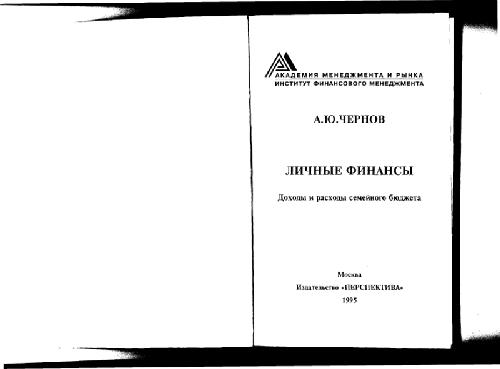 АКАДЕМИЯ МЕНЕДЖМЕНТА И РЫНКА
ИНСТИТУТ ФИНАНСОВОГО МЕНЕДЖМЕНТА
А.Ю.ЧЕРНОВ
ЛИЧНЫЕ ФИНАНСЫ
Доходы и расходы семейного бюджета
Москва
Издательство «ПЕРСПЕКТИВА»
1995